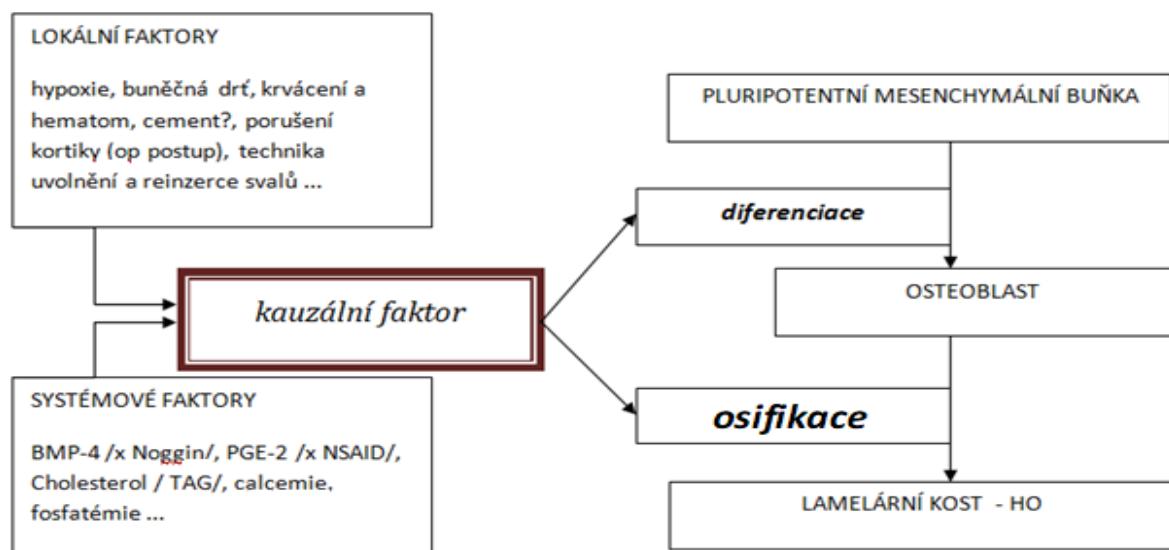 LOKÁLNÍ FAKTORY
hypoxie, buněčná drť, krvácení a
hematom, cement?, porušení
kortiky (op postup), technika
uvolnění a reinzerce svalů ...
kauzální faktor
SYSTÉMOVÉ FAKTORY
BMP-4 /x Noggin/, PGE-2 /x NSAID/,
Cholesterol / TAG/, calcemie,
fosfatémie ...
PLURIPOTENTNÍ MESENCHYMÁLNÍ BUŇKA
diferenciace
OSTEOBLAST
osifikace
LAMELÁRNÍ KOST - HO